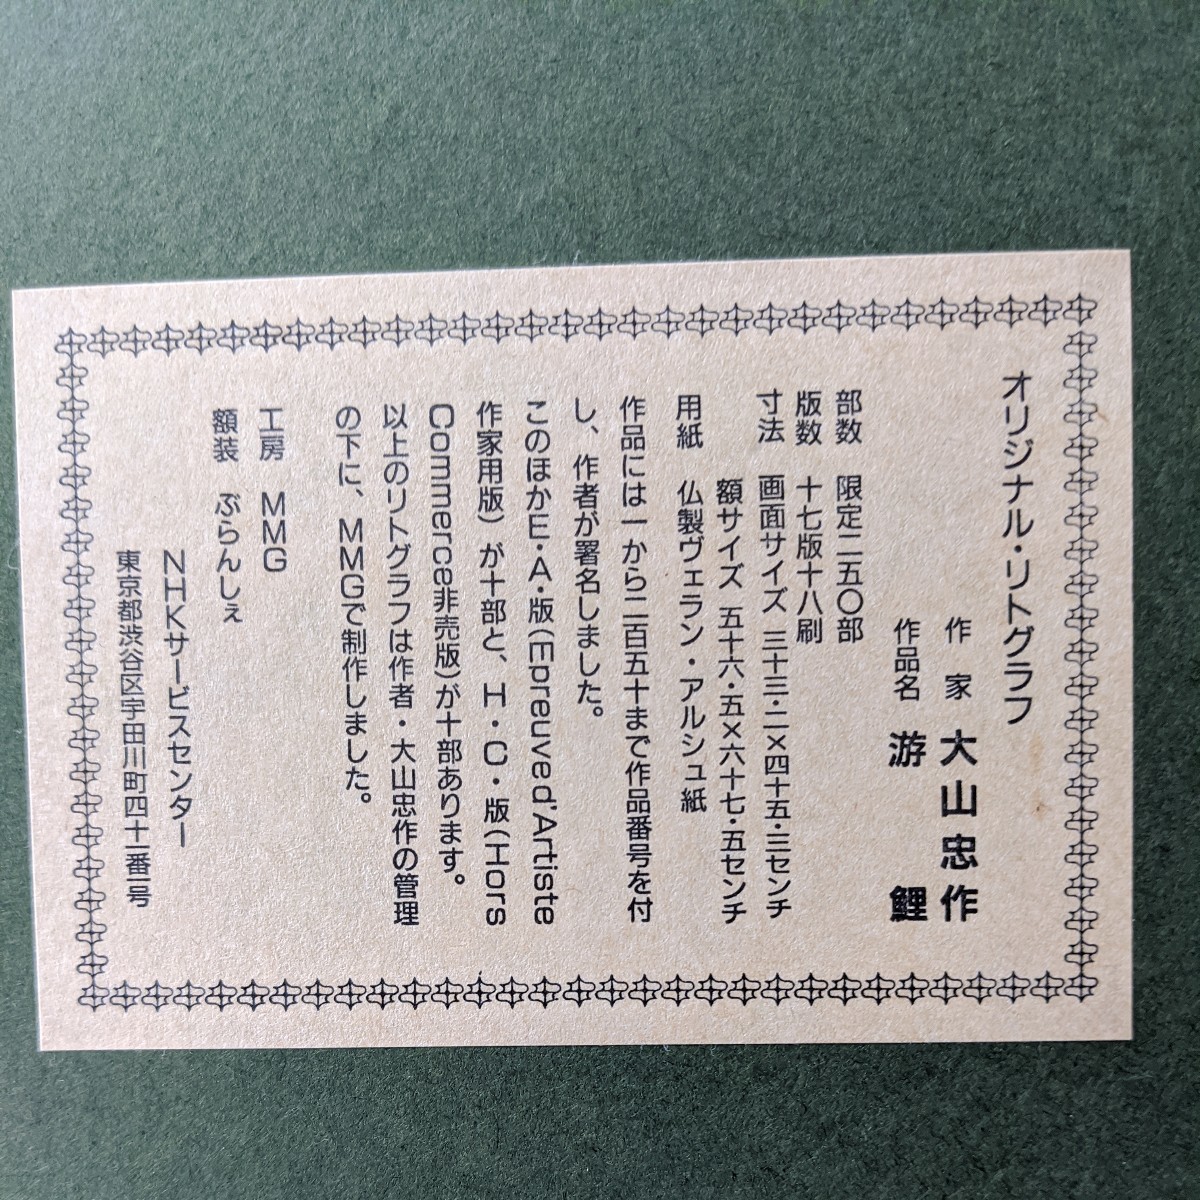 オリジナル・リトグラフ
作家 大山忠作
作品名 游鯉
部数 限定二五〇部
版数 十七版十八刷
寸法 画面サイズ 三十三・二×四十五・三センチ
額サイズ 五十六・五×六十七・五センチ
用紙 仏製ヴェラン・アルシュ紙
作品には一から二百五十まで作品番号を付
し、作者が署名しました。
このほかE・A・版(Epreuved'Artiste
作家用版）が十部と、H・C・版(Hors
Commerce非売版)が十部あります。
以上のリトグラフは作者・大山忠作の管理
の下に、MMGで制作しました。
工房 MMG
額装 ぶらんしぇ
NHKサービスセンター
東京都渋谷区宇田川町四十一番一号